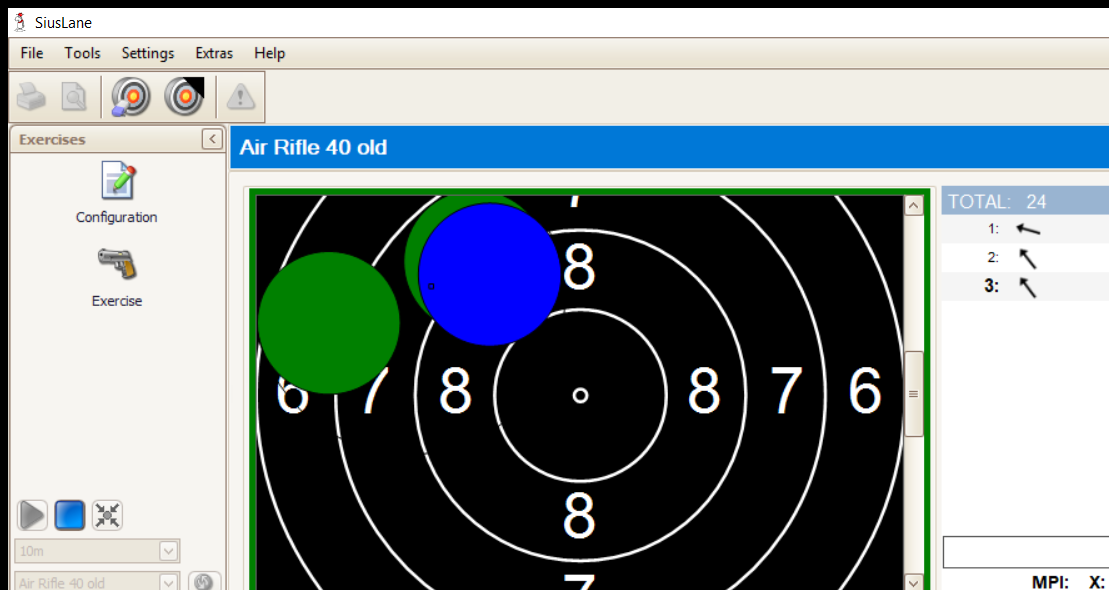 SiusLane
File Tools Settings Extras Help
Exercises
Air Rifle 40 old
Configuration
Exercise
TOTAL: 24
1:
2:
3:
7
8
6 7 8 8 7 6
8
7
10m
Air Rifle 40 old
MPI: X: